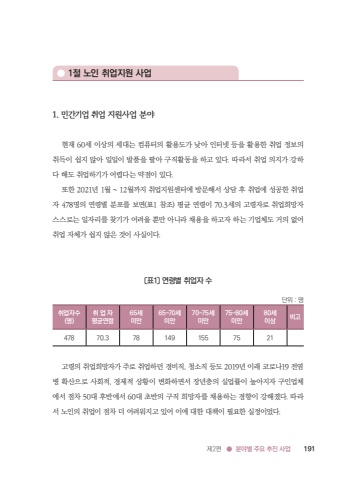 1절 노인 취업지원 사업
1. 민간기업 취업 지원사업 분야
현재 60세 이상의 세대는 컴퓨터의 활용도가 낮아 인터넷 등을 활용한 취업 정보의
취득이 쉽지 않아 일일이 발품을 팔아 구직활동을 하고 있다. 따라서 취업 의지가 강하
다 해도 취업하기가 어렵다는 약점이 있다.
또한 2021년 1월 ~ 12월까지 취업지원센터에 방문해서 상담 후 취업에 성공한 취업
자 478명의 연령별 분포를 보면(표1 참조) 평균 연령이 70.3세의 고령자로 취업희망자
스스로는 일자리를 찾기가 어려울 뿐만 아니라 채용을 하고자 하는 기업체도 거의 없어
취업 자체가 쉽지 않은 것이 사실이다.
[표1] 연령별 취업자 수
단위 : 명
취업자수 취 업 자 65세 65~70세 70~75세 75~80세 80세 비고
(명) 평균연령 미만 미만 미만 미만 이상
478 70.3 78 149 155 75 21
고령의 취업희망자가 주로 취업하던 경비직, 청소직 등도 2019년 이래 코로나19 전염
병 확산으로 사회적, 경제적 상황이 변화하면서 장년층의 실업률이 높아지자 구인업체
에서 점차 50대 후반에서 60대 초반의 구직 희망자를 채용하는 경향이 강해졌다. 따라
서 노인의 취업이 점차 더 어려워지고 있어 이에 대한 대책이 필요한 실정이었다.
제2편 ● 분야별 주요 추진 사업 191